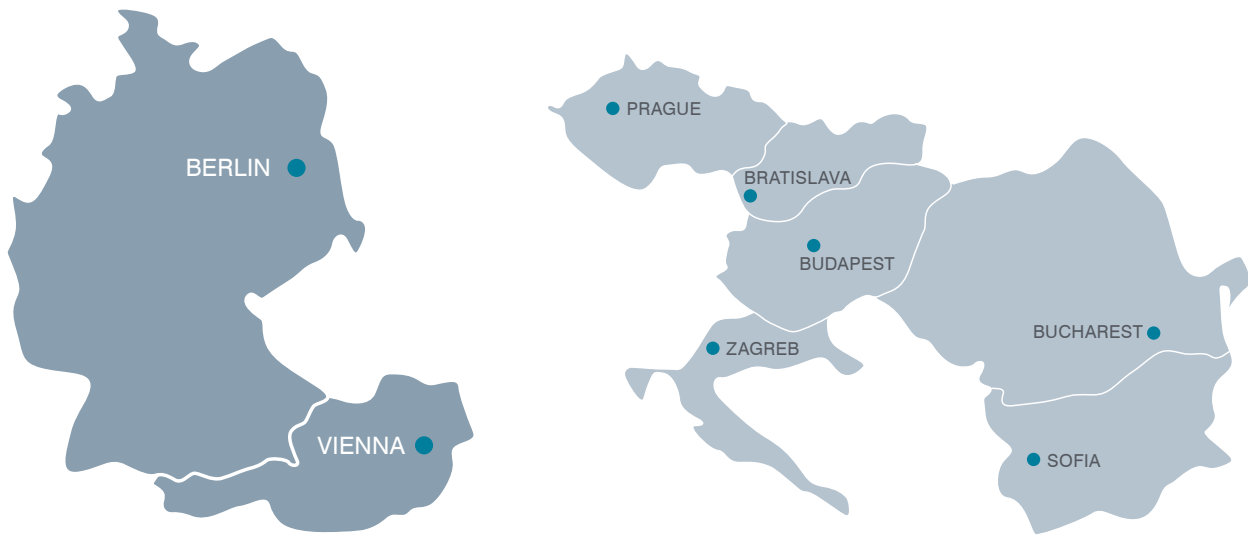 BERLIN
VIENNA
PRAGUE
BRATISLAVA
BUDAPEST
ZAGREB
BUCHAREST
SOFIA